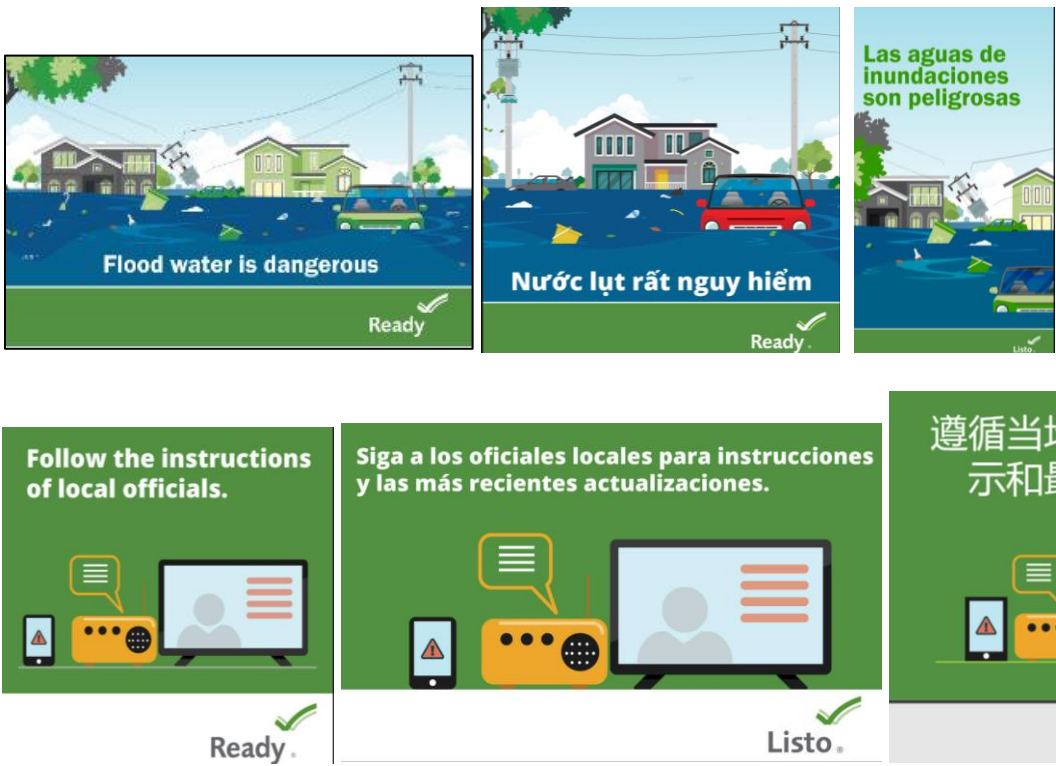 Flood water is dangerous
Ready
Nước lụt rất nguy hiểm
Ready
Las aguas de
inundaciones
son peligrosas
Listo
Follow the instructions
of local officials.
Ready
Siga a los oficiales locales para instrucciones
y las más recientes actualizaciones.
Listo
遵循当
示和